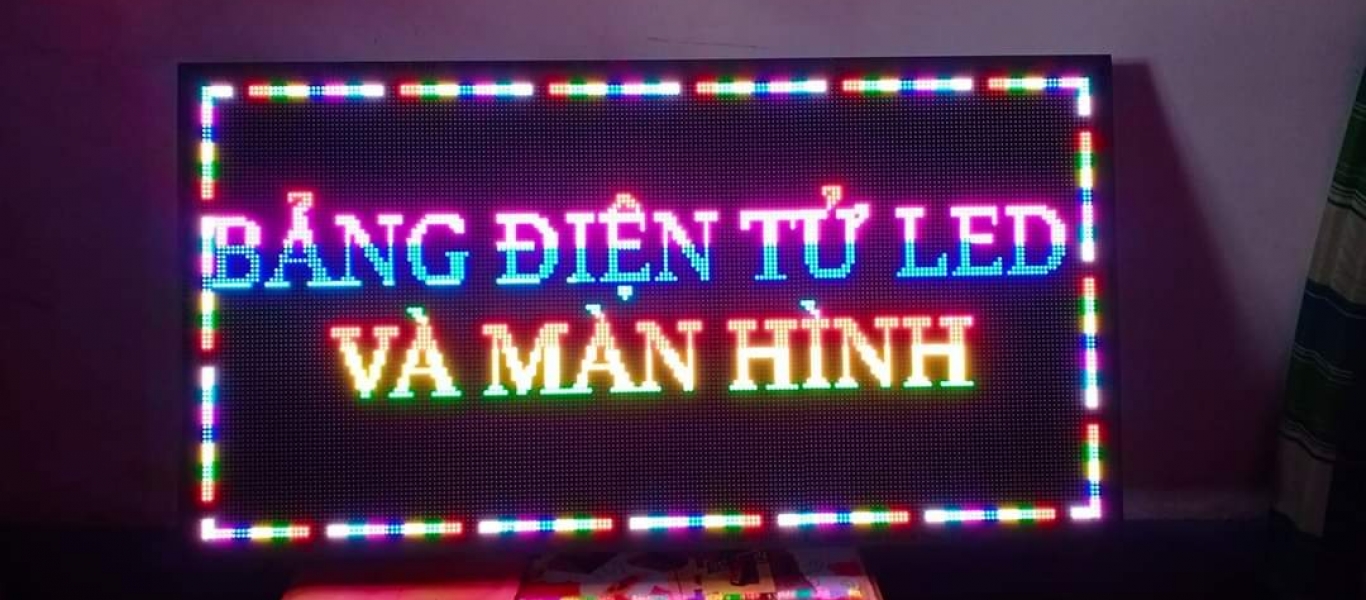 BẢNG ĐIỆN TỬ LED
VÀ MÀN HÌNH